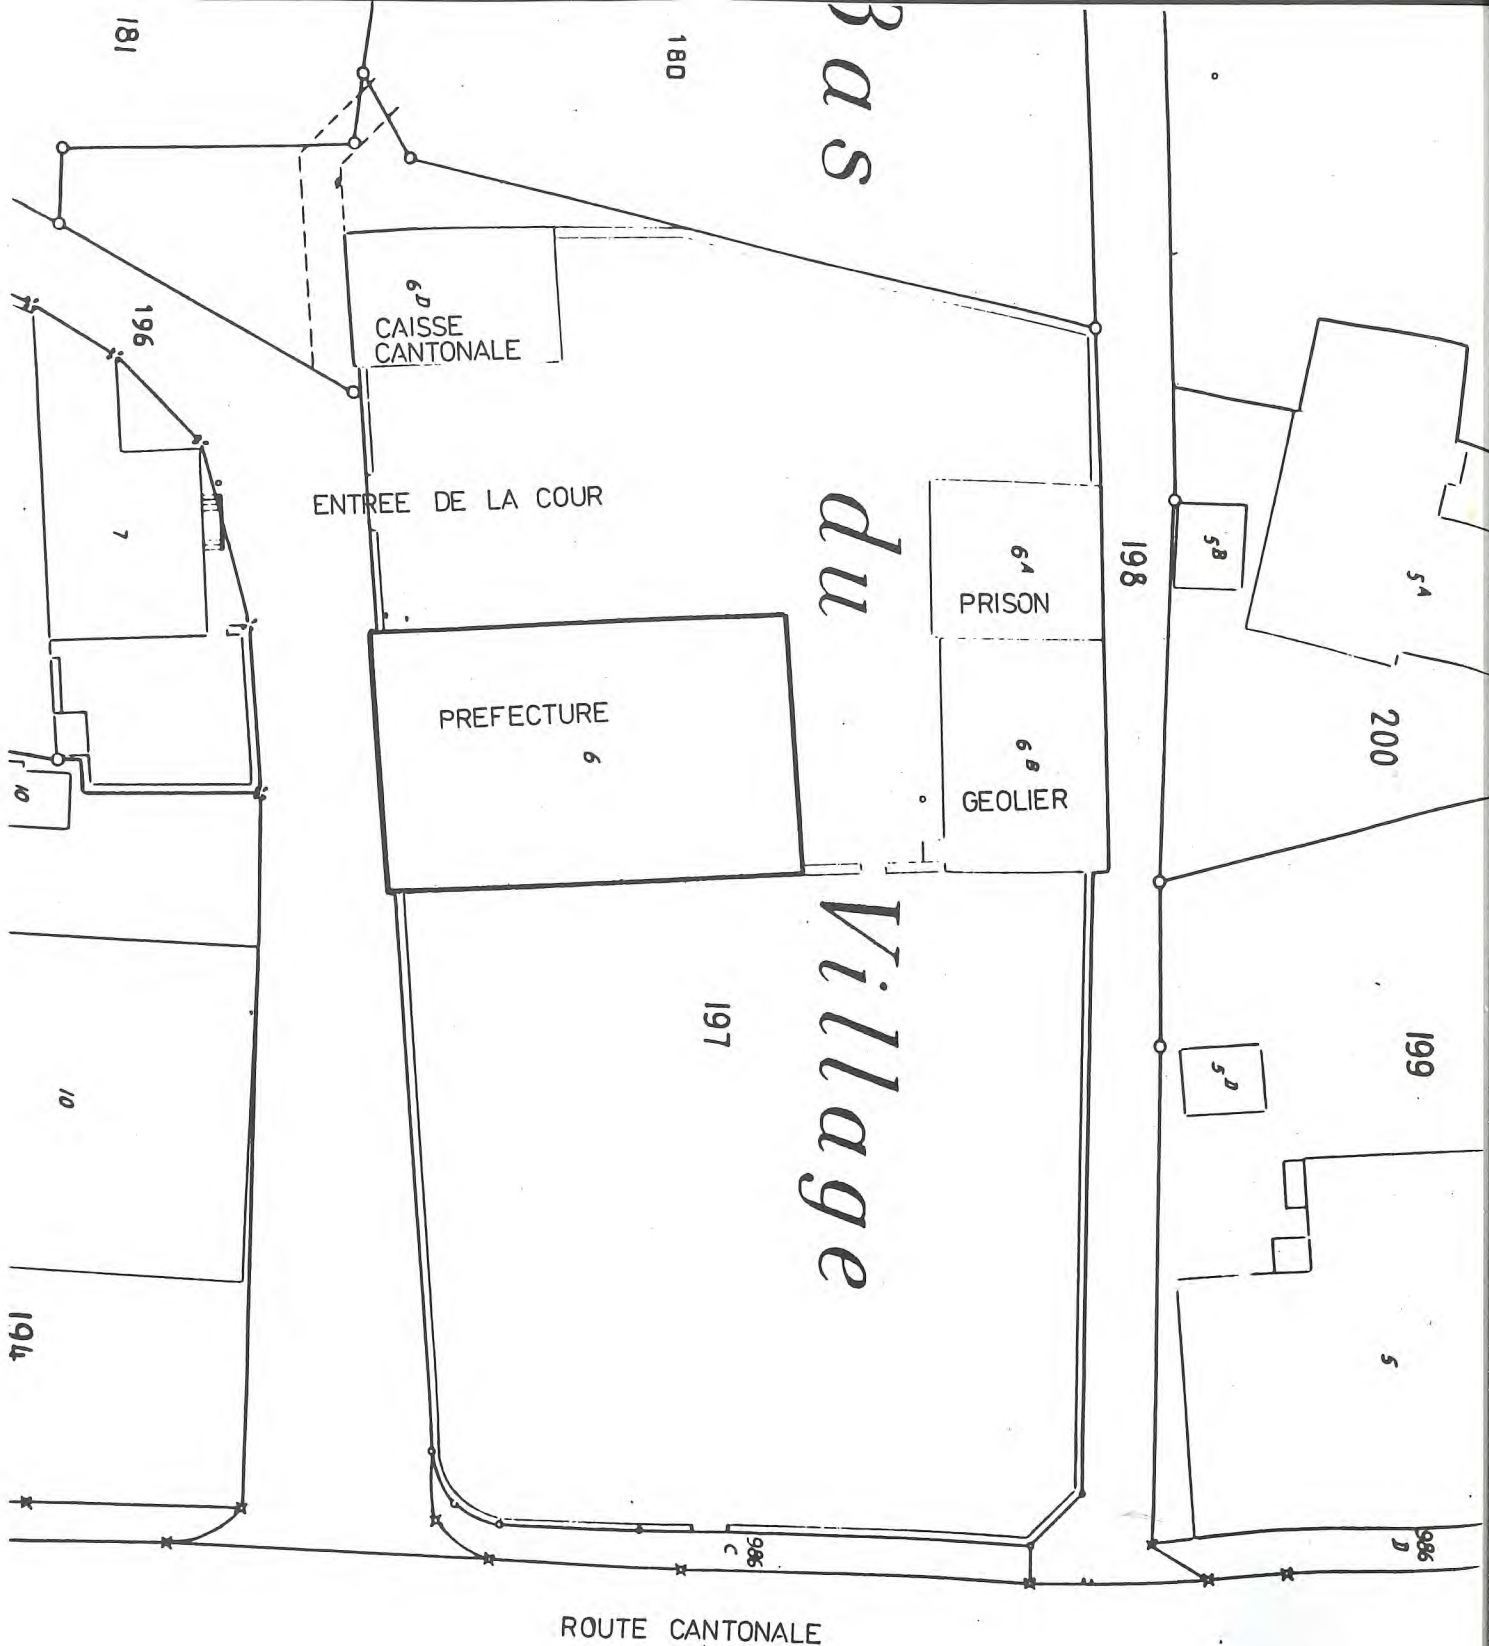 181
180
Bas
6D
CAISSE
CANTONALE
196
ENTREE DE LA COUR
7
du
6A
PRISON
198
5B
5A
PREFECTURE
6
6B
GEOLIER
200
10
Village
197
199
5D
10
194
5
986
C
986
D
ROUTE CANTONALE